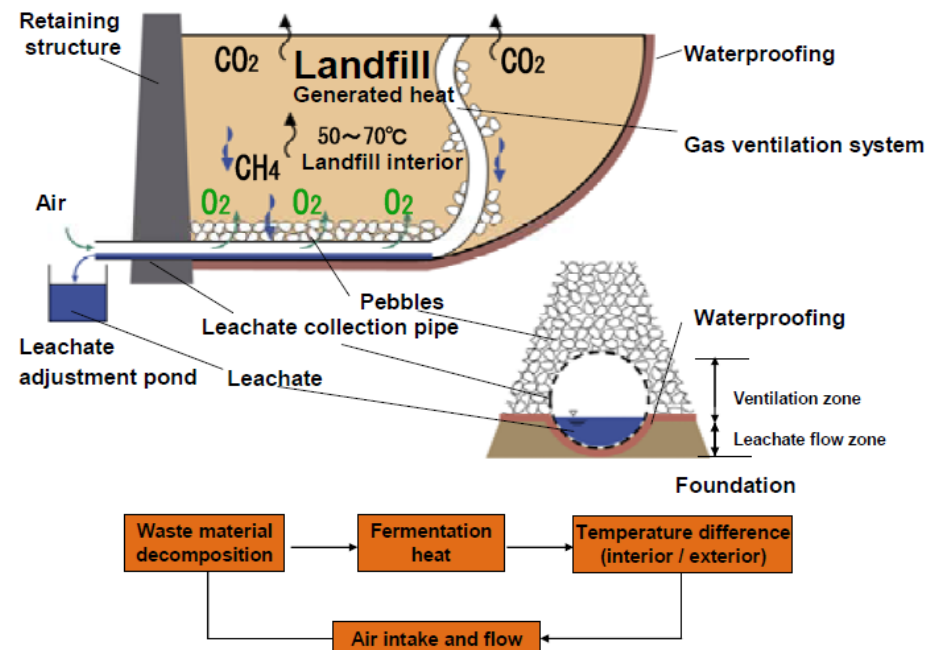 Retaining
structure
CO2
Landfill
Generated heat
CO2
Waterproofing
50～70℃
Landfill interior
CH4
Gas ventilation system
O2
O2
O2
Air
Pebbles
Leachate collection pipe
Waterproofing
Leachate
adjustment pond
Leachate
Ventilation zone
Leachate flow zone
Foundation
Waste material
decomposition
Fermentation
heat
Temperature difference
(interior / exterior)
Air intake and flow